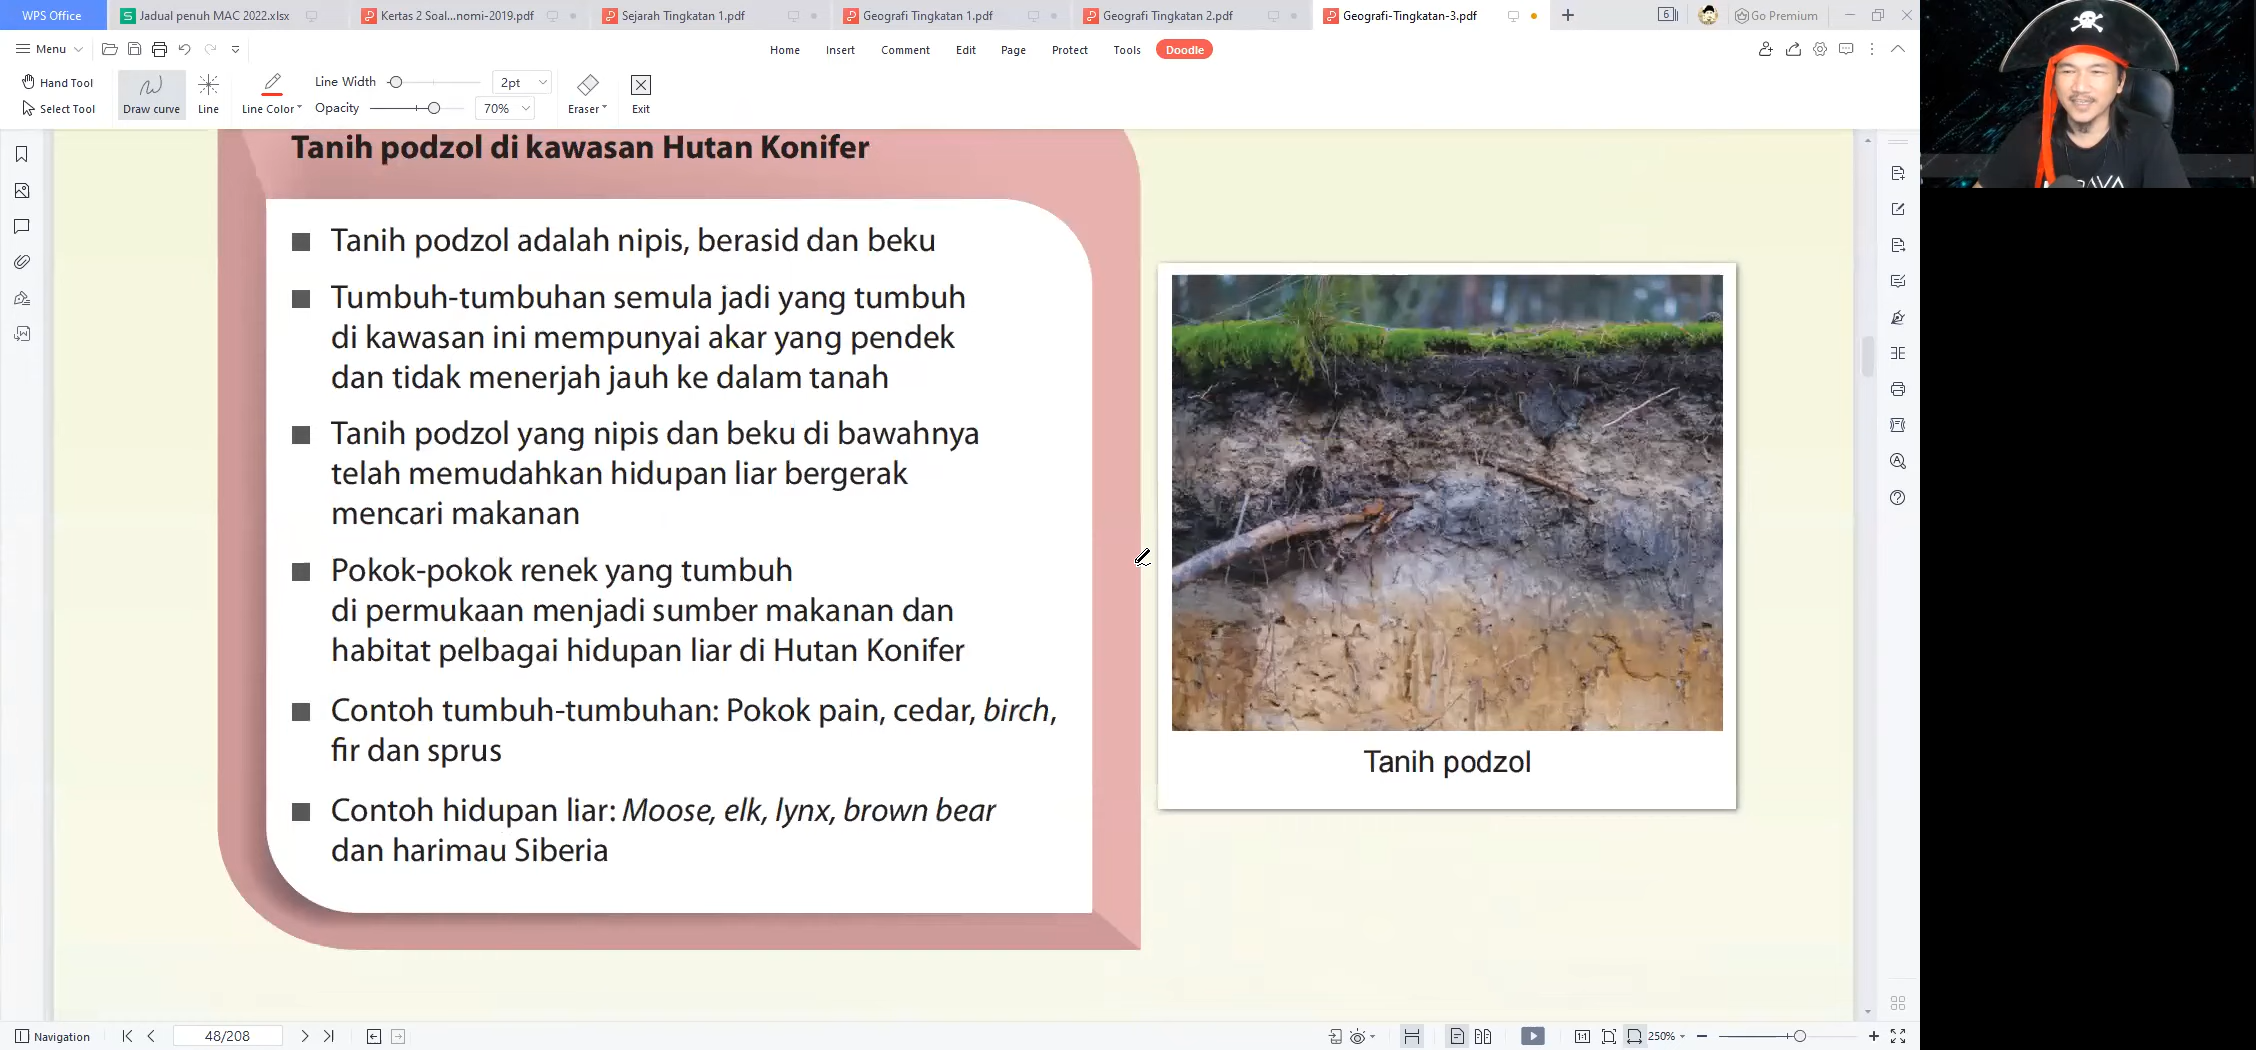 WPS Office
Jadual penuh MAC 2022.xlsx
Kertas 2 Soal...nomi-2019.pdf
Sejarah Tingkatan 1.pdf
Geografi Tingkatan 1.pdf
Geografi Tingkatan 2.pdf
Geografi-Tingkatan-3.pdf
6
Go Premium
Menu
Home
Insert
Comment
Edit
Page
Protect
Tools
Doodle
Hand Tool
Select Tool
Draw curve
Line
Line Color
Line Width
2pt
Opacity
70%
Eraser
Exit
Tanih podzol di kawasan Hutan Konifer
Tanih podzol adalah nipis, berasid dan beku
Tumbuh-tumbuhan semula jadi yang tumbuh
di kawasan ini mempunyai akar yang pendek
dan tidak menerjah jauh ke dalam tanah
Tanih podzol yang nipis dan beku di bawahnya
telah memudahkan hidupan liar bergerak
mencari makanan
Pokok-pokok renek yang tumbuh
di permukaan menjadi sumber makanan dan
habitat pelbagai hidupan liar di Hutan Konifer
Contoh tumbuh-tumbuhan: Pokok pain, cedar, birch,
fir dan sprus
Contoh hidupan liar: Moose, elk, lynx, brown bear
dan harimau Siberia
Tanih podzol
Navigation
48/208
250%